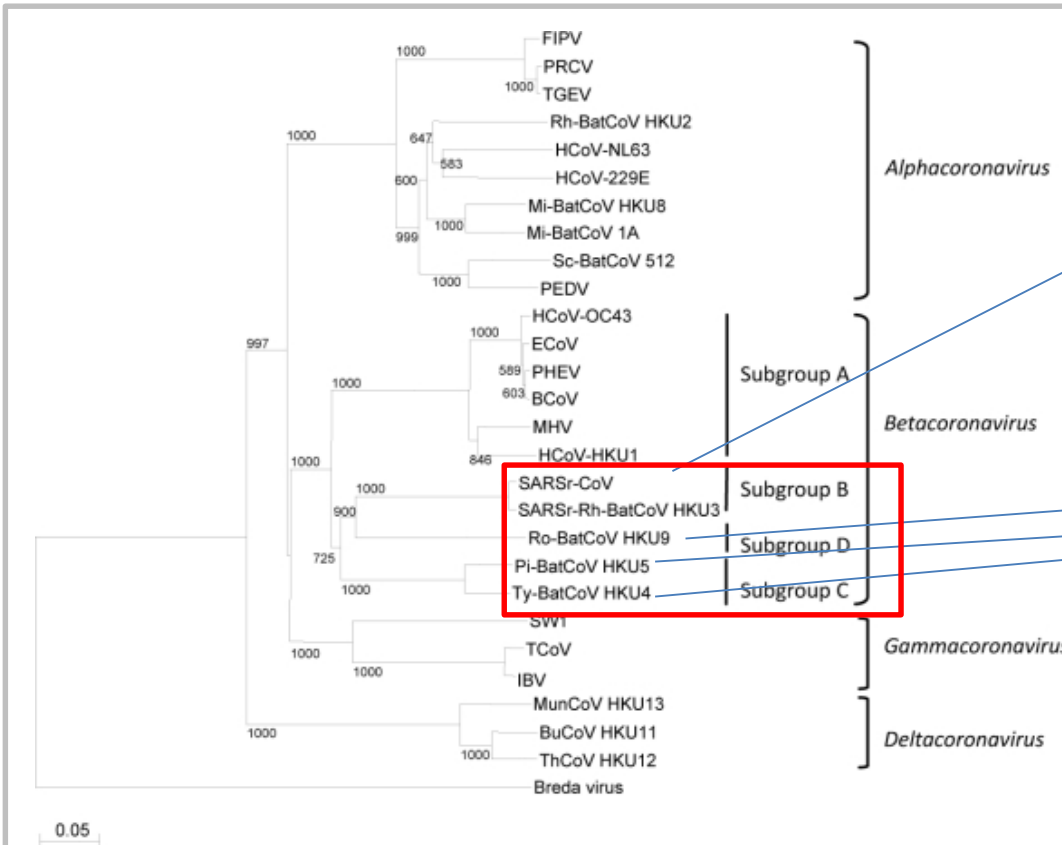 FIPV
1000
PRCV
1000
TGEV
Rh-BatCoV HKU2
647
1000
HCoV-NL63
583
Alphacoronavirus
HCoV-229E
600
Mi-BatCoV HKU8
1000
Mi-BatCoV 1A
999
Sc-BatCoV 512
1000
PEDV
HCoV-OC43
1000
997
ECoV
589
PHEV
Subgroup A
1000
603
BCoV
Betacoronavirus
MHV
846
HCoV-HKU1
1000
SARSr-CoV
Subgroup B
1000
SARSr-Rh-BatCoV HKU3
900
Ro-BatCoV HKU9
Subgroup D
725
Pi-BatCoV HKU5
1000
Ty-BatCoV HKU4
Subgroup C
SW1
1000
TCoV
Gammacoronavirus
1000
IBV
MunCoV HKU13
1000
BuCoV HKU11
Deltacoronavirus
1000
ThCoV HKU12
Breda virus
0.05